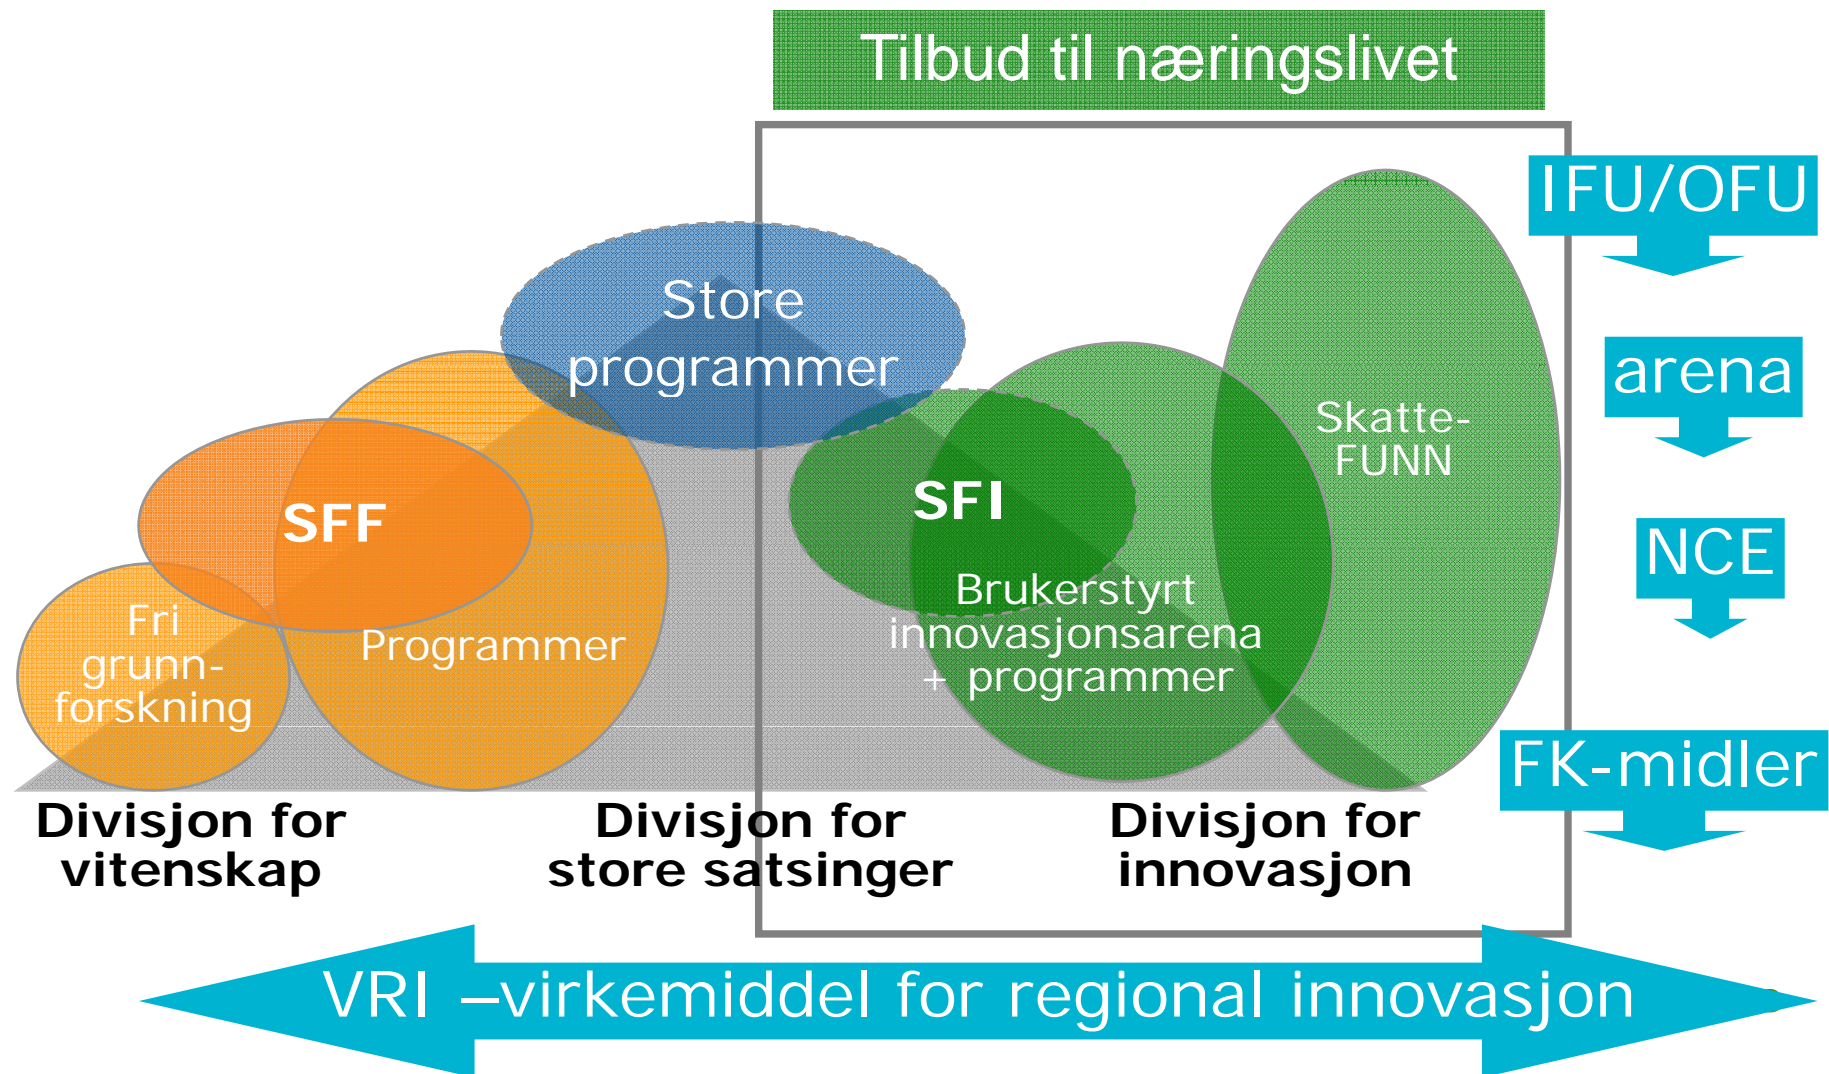 Tilbud til næringslivet
IFU/OFU
arena
NCE
FK-midler
Store
programmer
Skatte-
FUNN
SFF
SFI
Fri
grunn-
forskning
Programmer
Brukerstyrt
innovasjonsarena
+ programmer
Divisjon for
vitenskap
Divisjon for
store satsinger
Divisjon for
innovasjon
VRI –virkemiddel for regional innovasjon